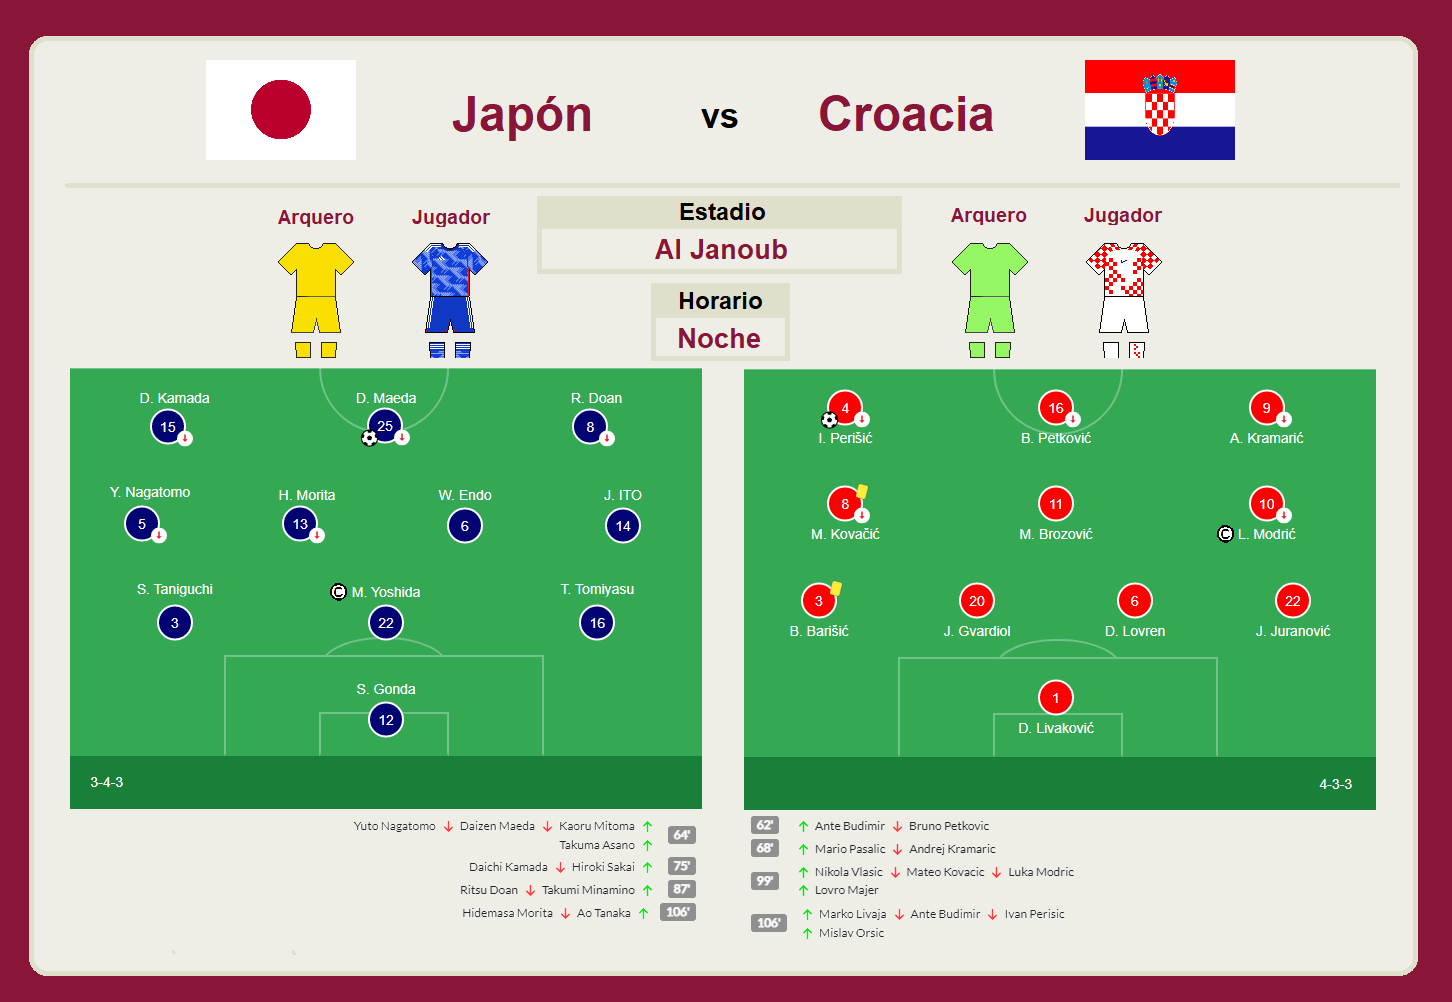 Japón vs Croacia
Arquero Jugador
Estadio
Al Janoub
Horario
Noche
Arquero Jugador
D. Kamada D. Maeda R. Doan
15 25 8
Y. Nagatomo H. Morita W. Endo J. ITO
5 13 6 14
S. Taniguchi C M. Yoshida T. Tomiyasu
3 22 16
S. Gonda
12
3-4-3
4 16 9
I. Perišić B. Petković A. Kramarić
8 11 10
M. Kovačić M. Brozović C L. Modrić
3 20 6 22
B. Barišić J. Gvardiol D. Lovren J. Juranović
1
D. Livaković
4-3-3
Yuto Nagatomo ↓ Daizen Maeda ↓ Kaoru Mitoma ↑ 64'
Takuma Asano ↑
Daichi Kamada ↓ Hiroki Sakai ↑ 75'
Ritsu Doan ↓ Takumi Minamino ↑ 87'
Hidemasa Morita ↓ Ao Tanaka ↑ 106'
62' ↑ Ante Budimir ↓ Bruno Petkovic
68' ↑ Mario Pasalic ↓ Andrej Kramaric
99' ↑ Nikola Vlasic ↓ Mateo Kovacic ↓ Luka Modric
↑ Lovro Majer
106' ↑ Marko Livaja ↓ Ante Budimir ↓ Ivan Perisic
↑ Mislav Orsic